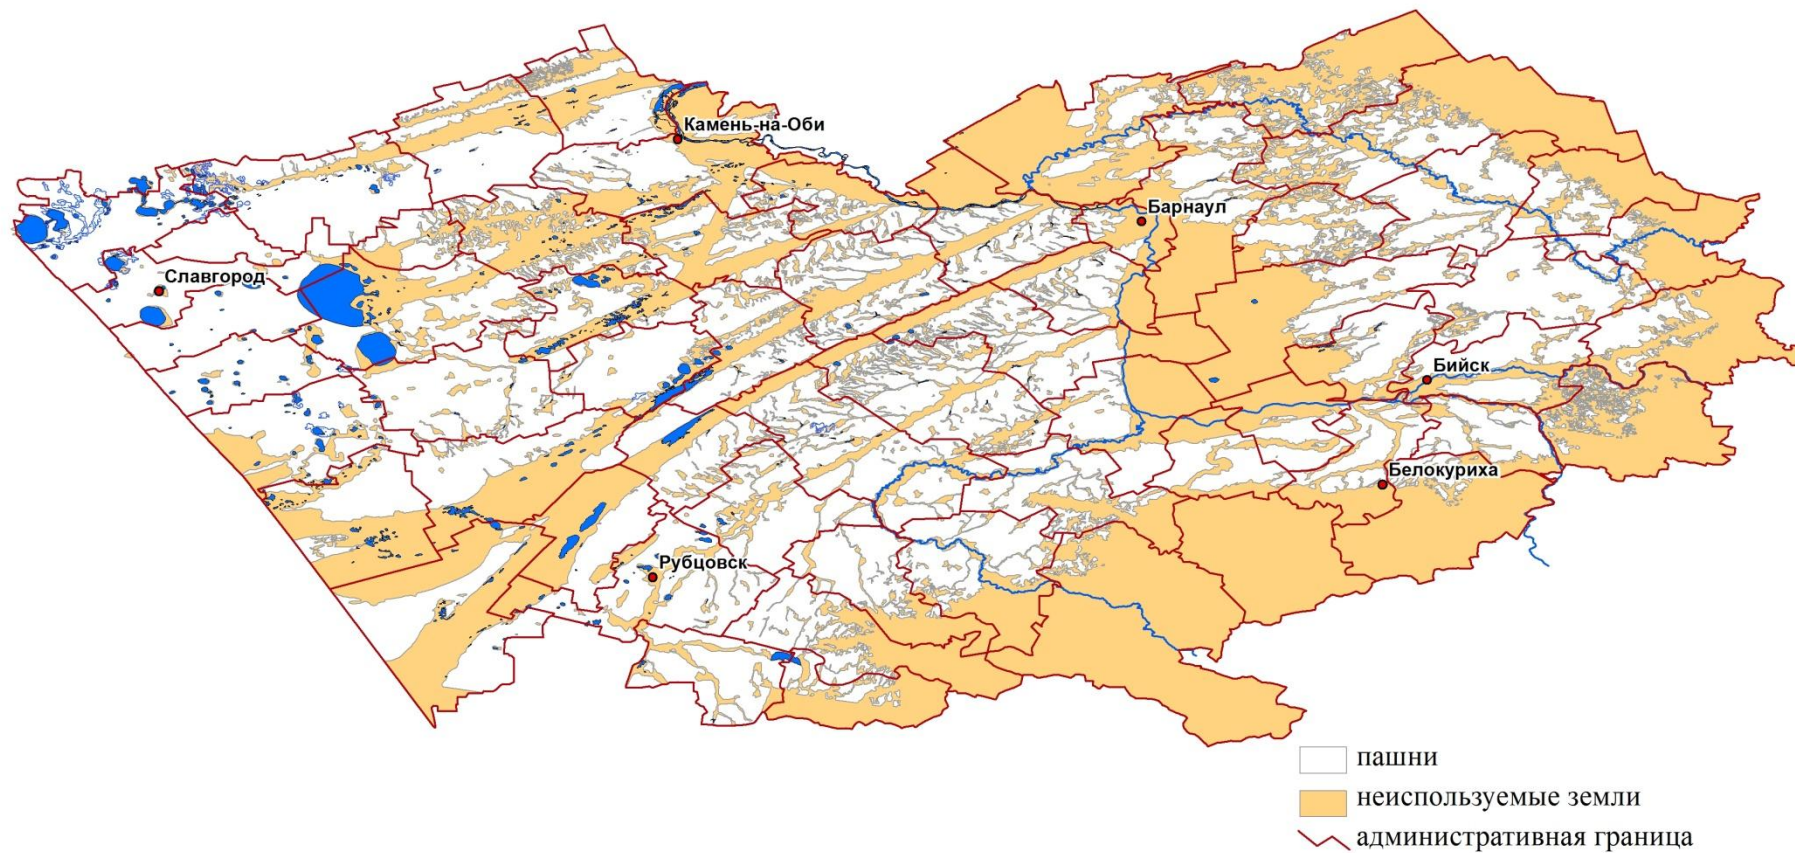 Камень-на-Оби
Барнаул
Славгород
Бийск
Белокуриха
Рубцовск
пашни
неиспользуемые земли
административная граница